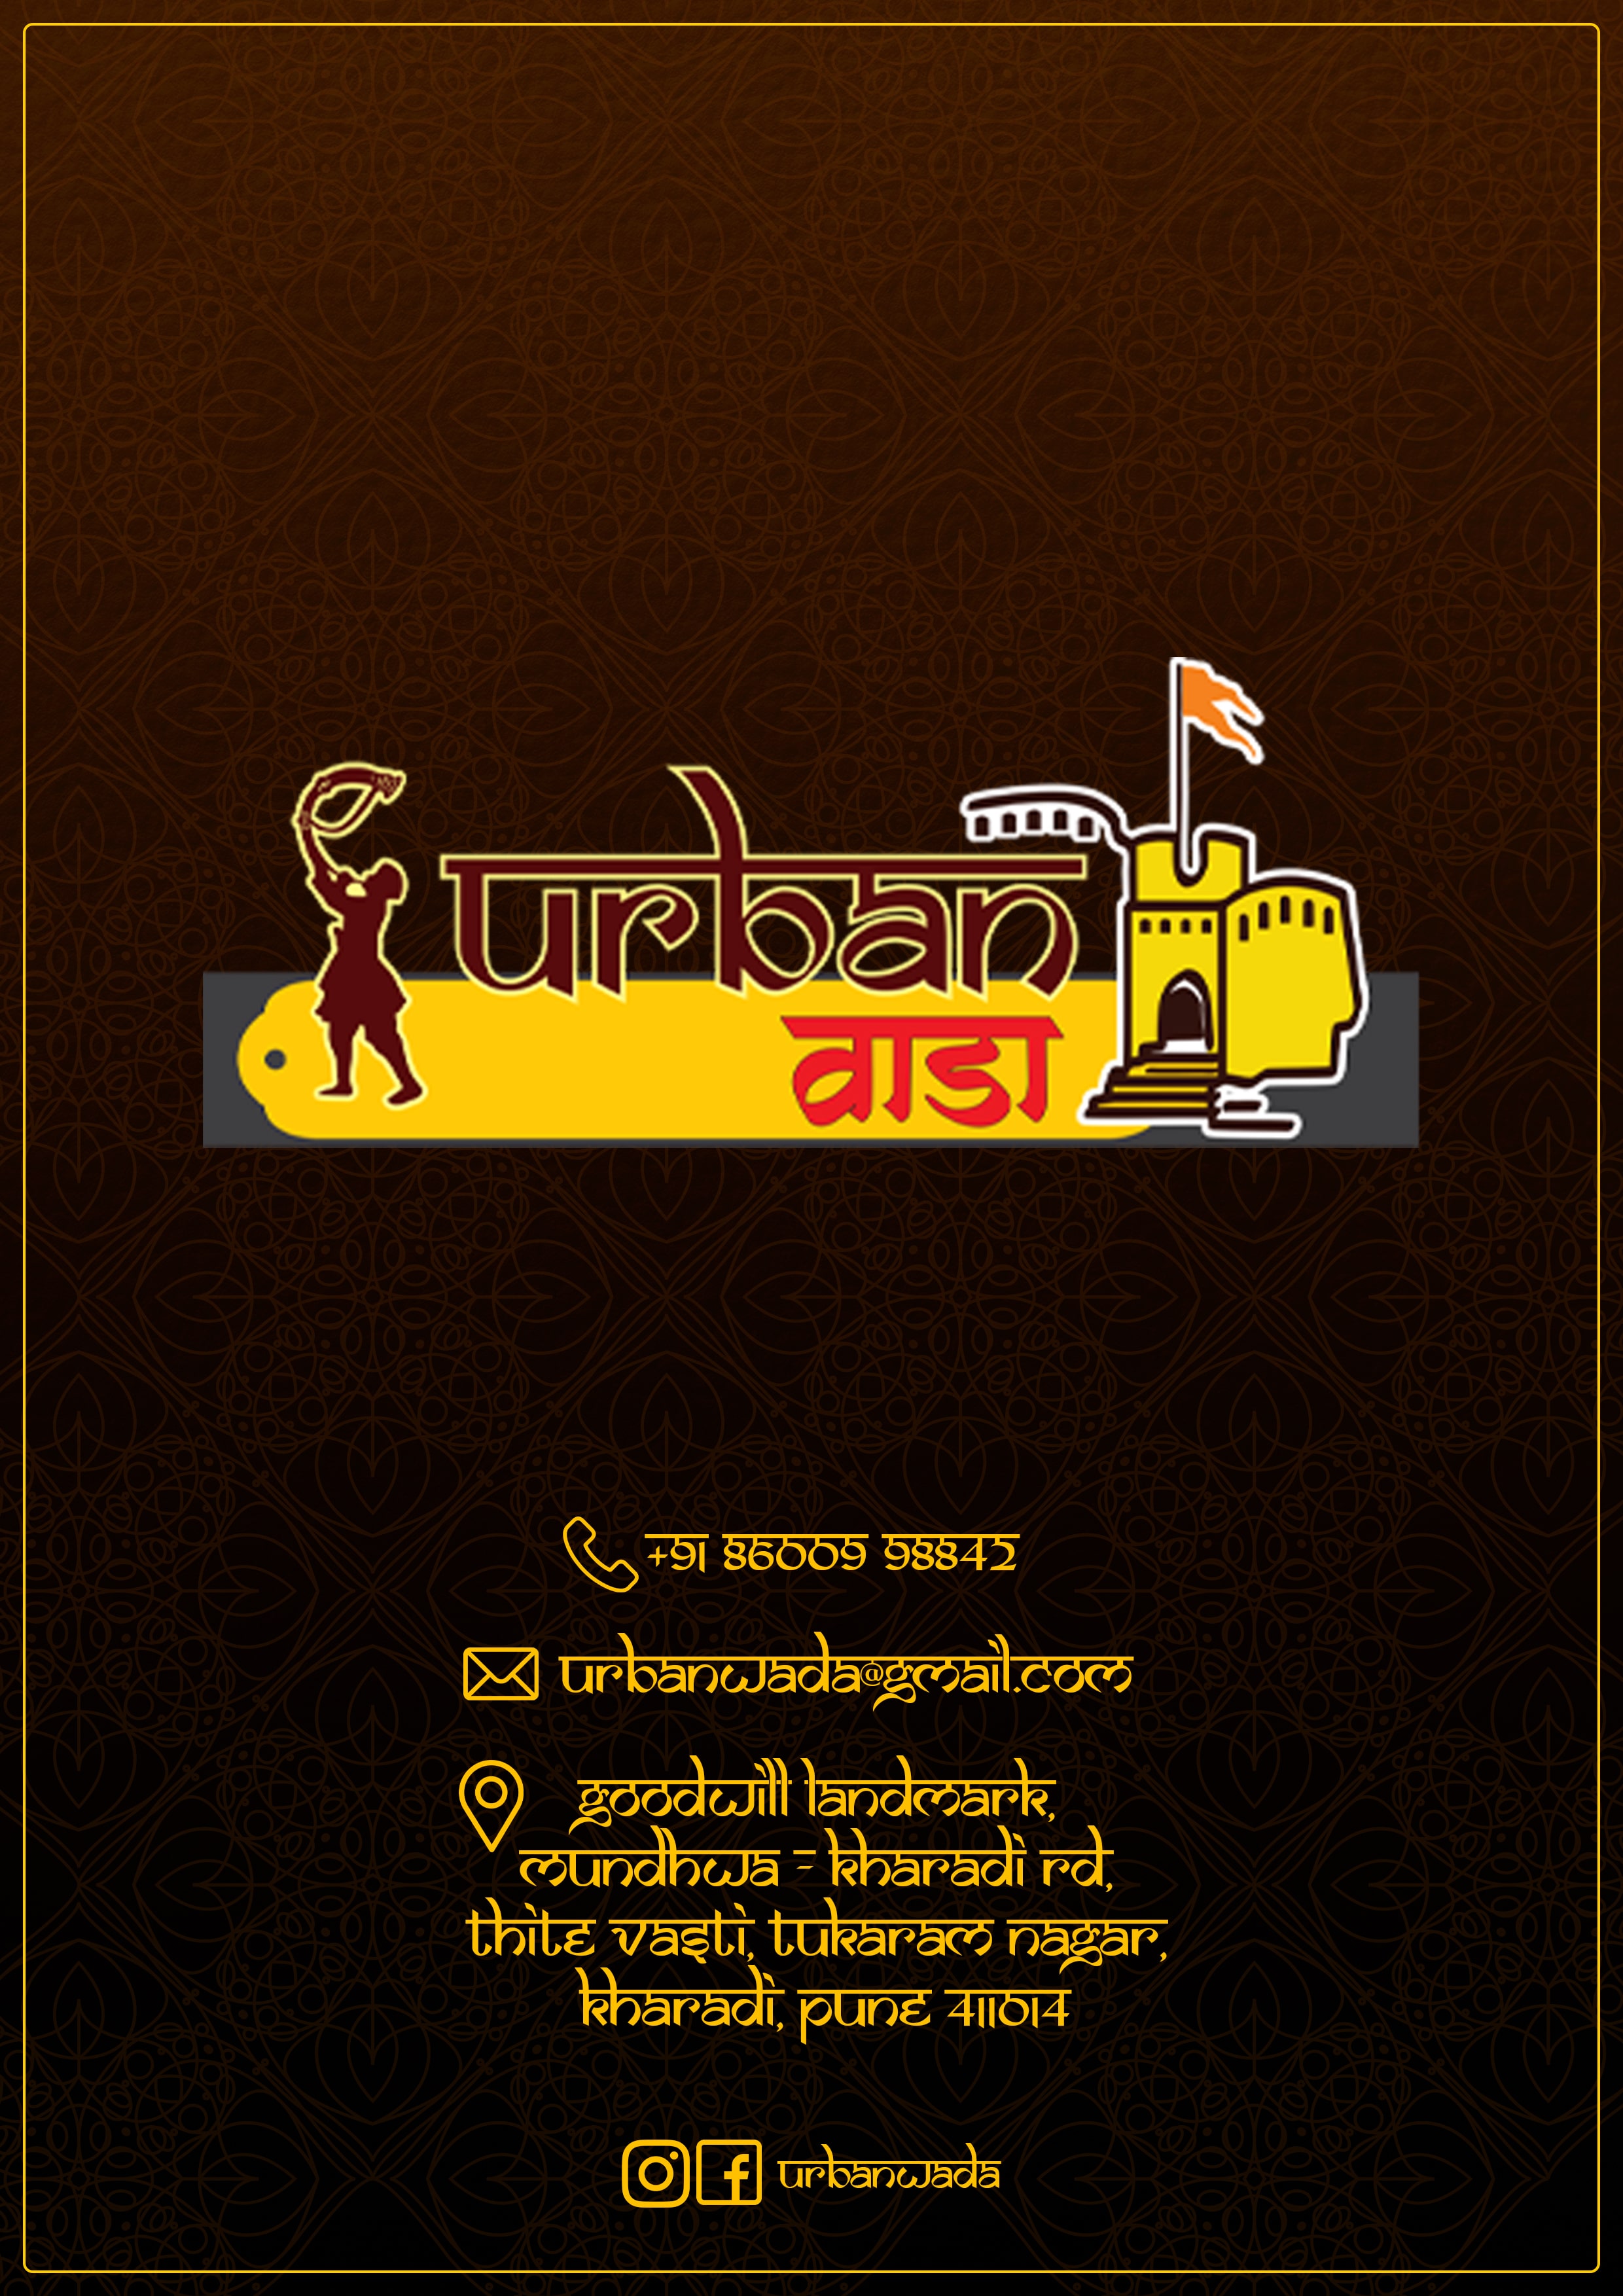 urban
वाडा
+91 86009 98842
urbanwada@gmail.com
goodwill landmark,
mundhwa - kharadi rd,
thite vasti, tukaram nagar,
kharadi, pune 411014
urbanwada